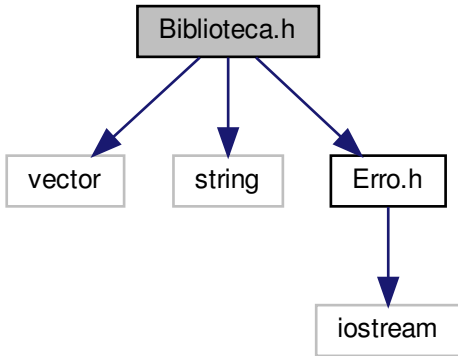 Biblioteca.h
vector
string
Erro.h
iostream